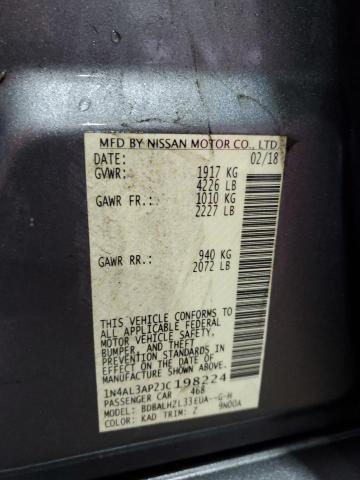 MFD BY NISSAN MOTOR CO., LTD.
DATE: 02/18
GVWR: 1917 KG
4226 LB
GAWR FR.: 1010 KG
2227 LB
GAWR RR.: 940 KG
2072 LB
THIS VEHICLE CONFORMS TO
ALL APPLICABLE FEDERAL
MOTOR VEHICLE SAFETY,
BUMPER, AND THEFT
PREVENTION STANDARDS IN
EFFECT ON THE DATE OF
MANUFACTURE SHOWN ABOVE
1N4AL3AP2JC198224
PASSENGER CAR 468
MODEL: BDBALHZL33EUA--G-H
COLOR: KAD TRIM: Z 9N00A